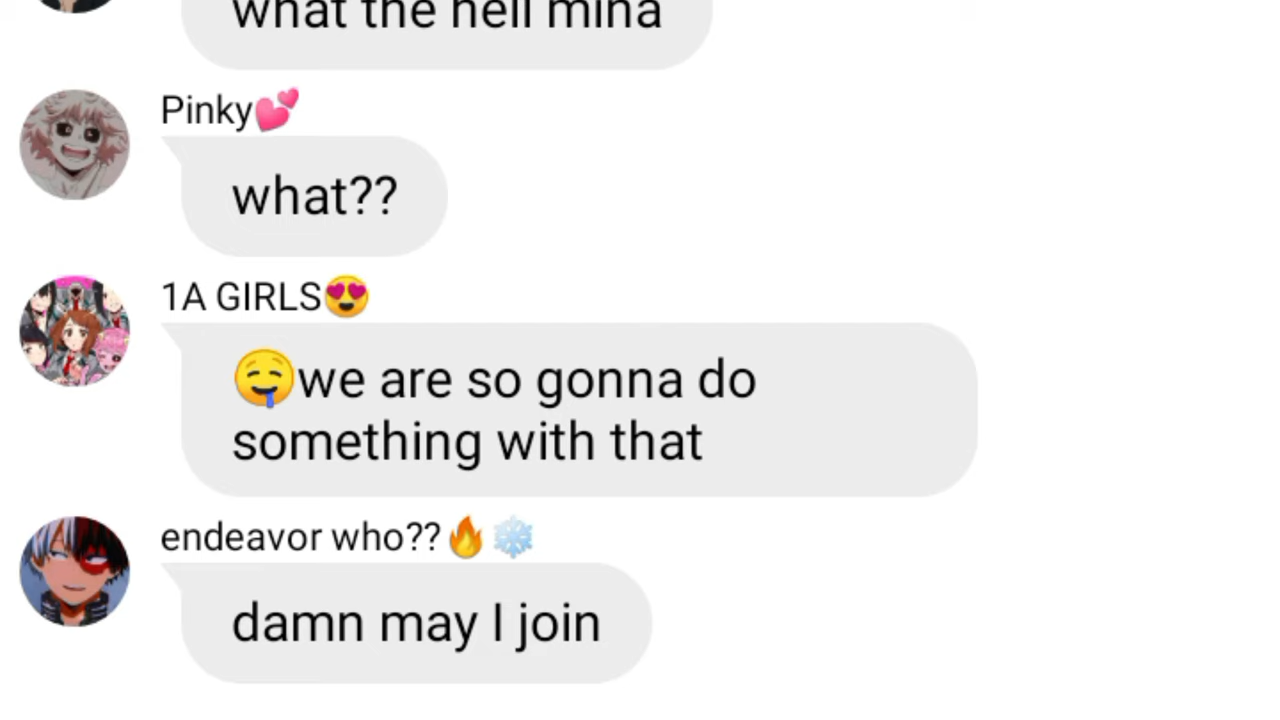 what the hell mina
Pinky💕
what??
1A GIRLS😍
🤤we are so gonna do
something with that
endeavor who??🔥❄️
damn may I join